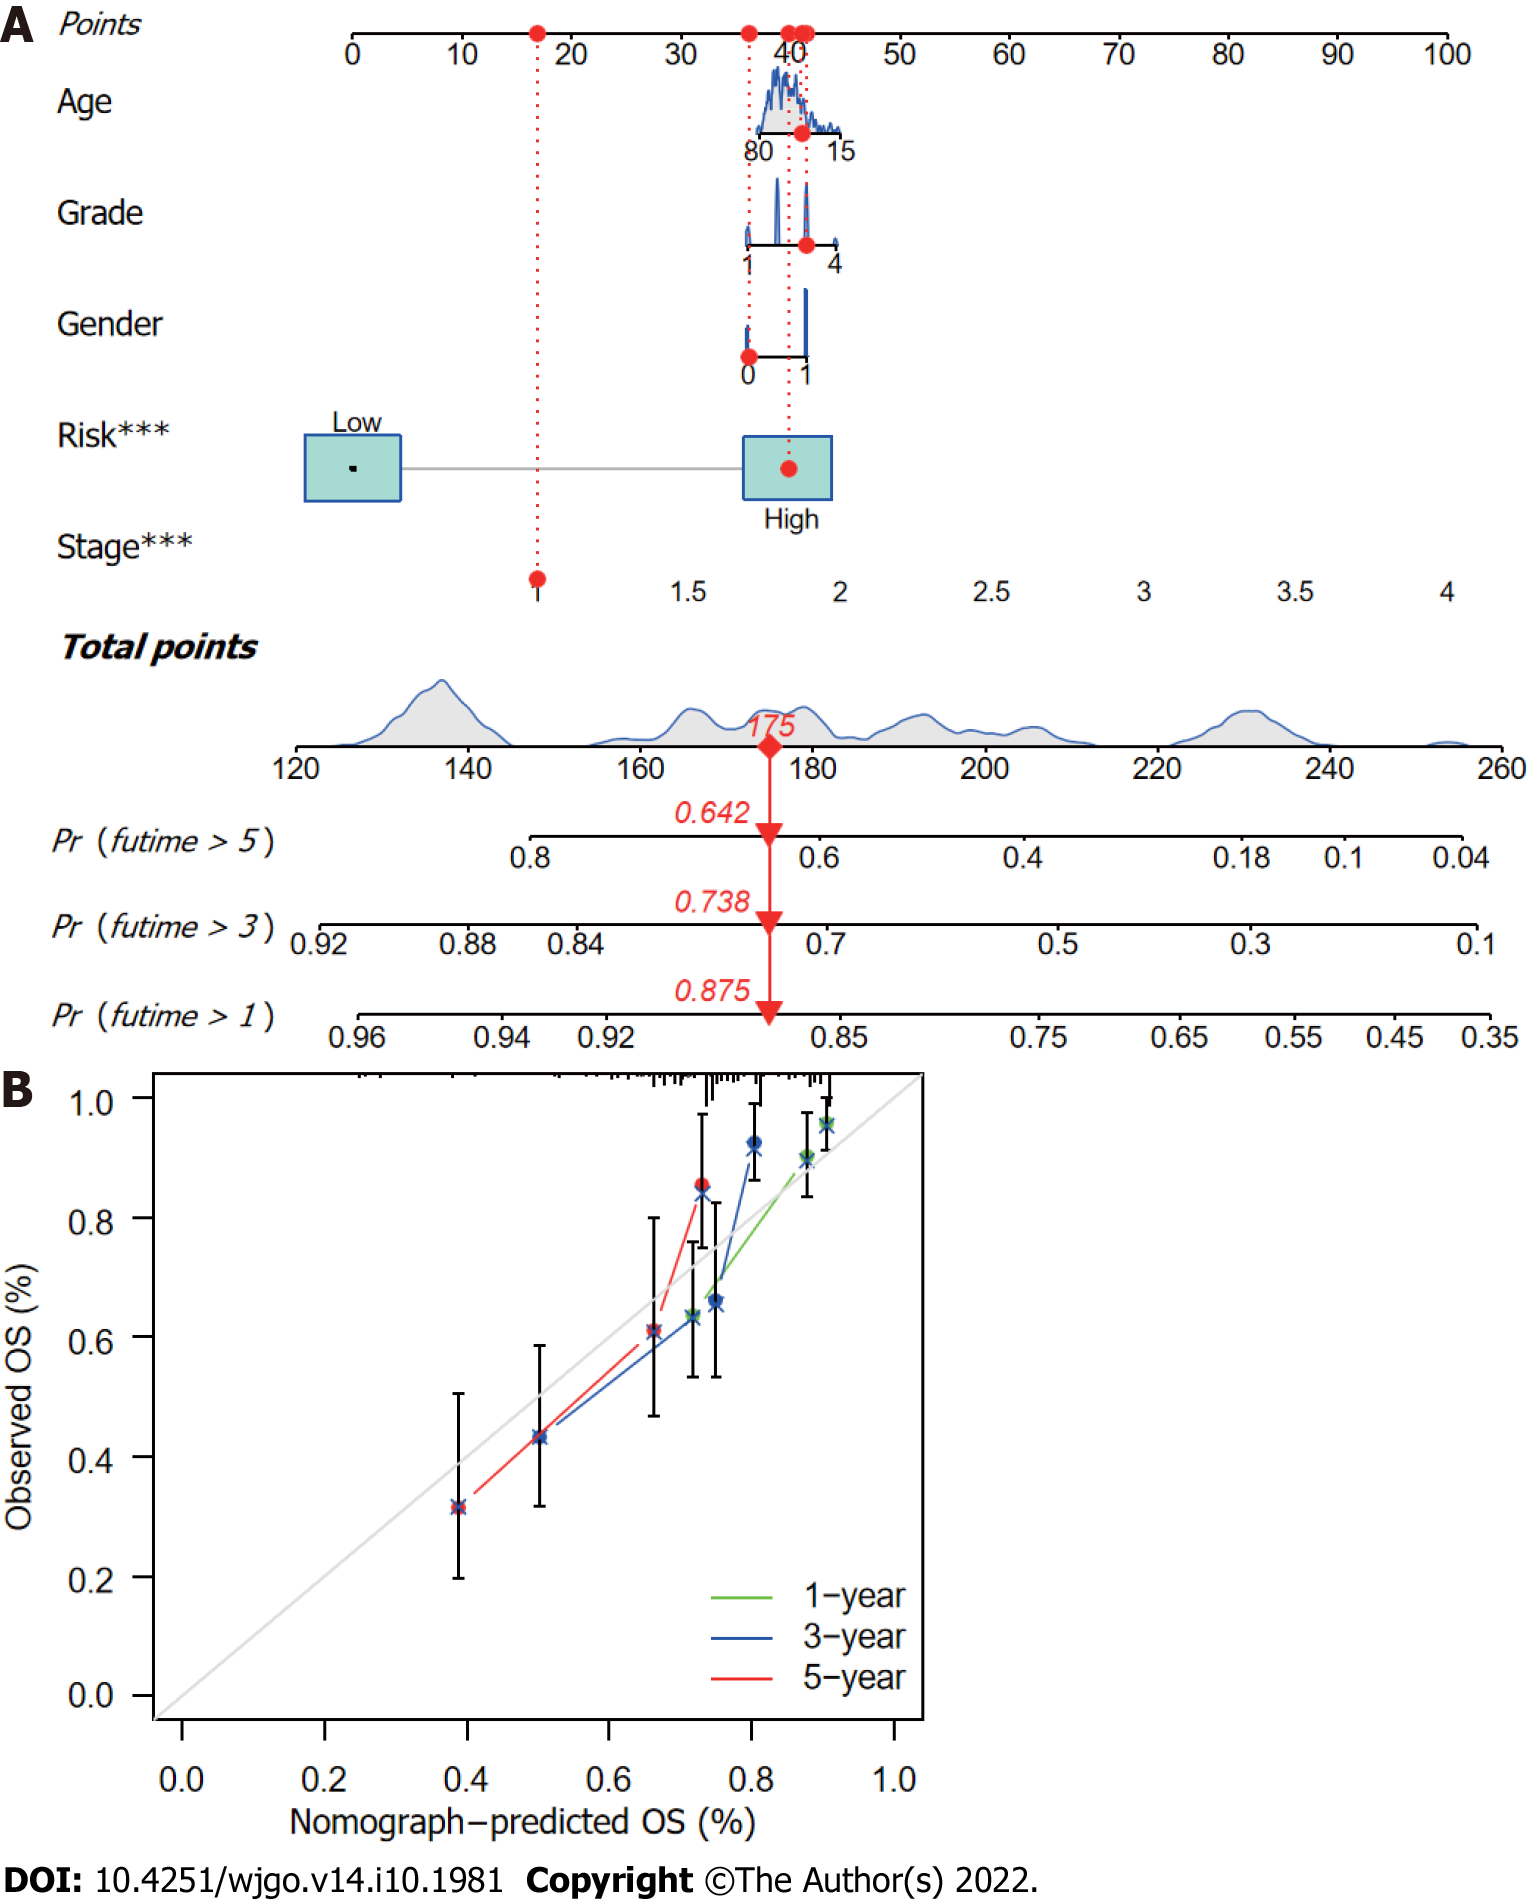 A
Points
0 10 20 30 40 50 60 70 80 90 100
Age
80 15
Grade
1 4
Gender
0 1
Low
Risk***
High
Stage***
1 1.5 2 2.5 3 3.5 4
Total points
175
120 140 160 180 200 220 240 260
0.642
Pr (futime > 5)
0.8 0.6 0.4 0.18 0.1 0.04
0.738
Pr (futime > 3)
0.92 0.88 0.84 0.7 0.5 0.3 0.1
0.875
Pr (futime > 1)
0.96 0.94 0.92 0.85 0.75 0.65 0.55 0.45 0.35
B
Observed OS (%)
1.0
0.8
0.6
0.4
0.2
0.0
1−year
3−year
5−year
0.0 0.2 0.4 0.6 0.8 1.0
Nomograph−predicted OS (%)
DOI: 10.4251/wjgo.v14.i10.1981 Copyright ©The Author(s) 2022.